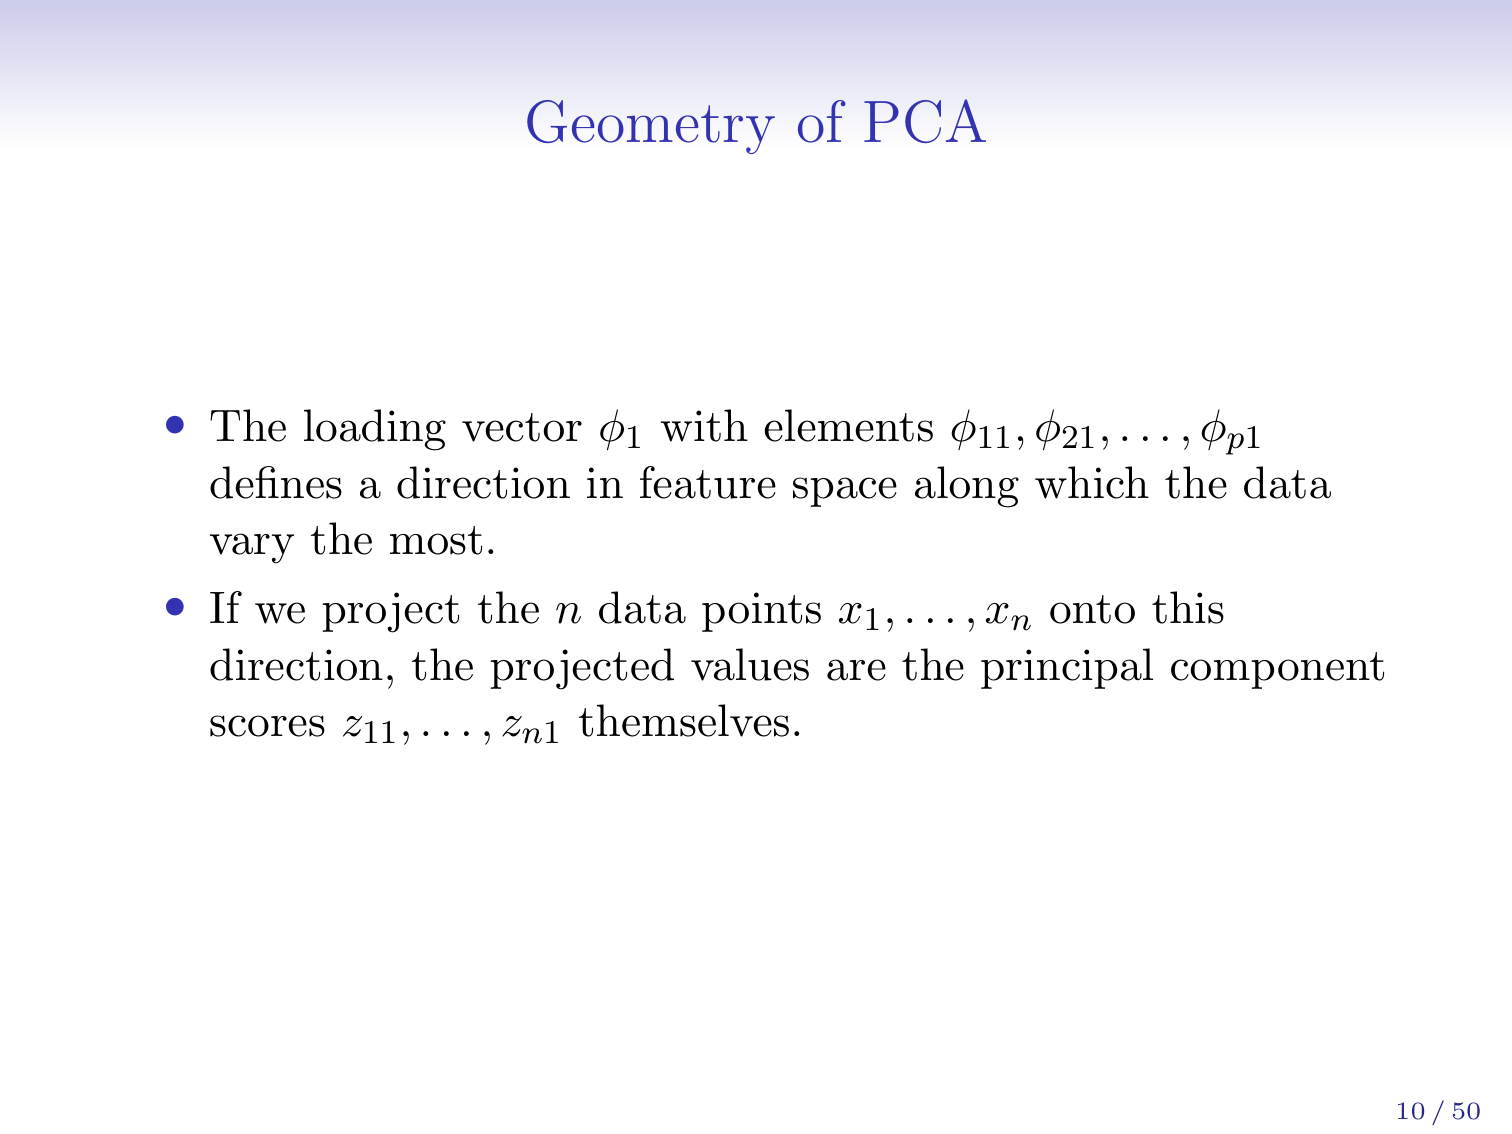 Geometry of PCA
• The loading vector ϕ₁ with elements ϕ₁₁, ϕ₂₁, . . . , ϕₚ₁
defines a direction in feature space along which the data
vary the most.
• If we project the n data points x₁, . . . , xₙ onto this
direction, the projected values are the principal component
scores z₁₁, . . . , zₙ₁ themselves.
10 / 50